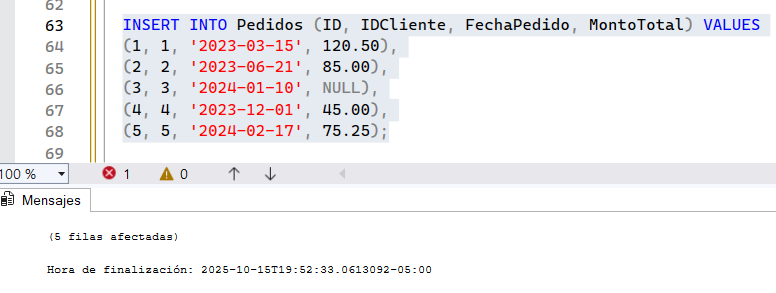 62
63 INSERT INTO Pedidos (ID, IDCliente, FechaPedido, MontoTotal) VALUES
64 (1, 1, '2023-03-15', 120.50),
65 (2, 2, '2023-06-21', 85.00),
66 (3, 3, '2024-01-10', NULL),
67 (4, 4, '2023-12-01', 45.00),
68 (5, 5, '2024-02-17', 75.25);
69
100 % 1 0
Mensajes
(5 filas afectadas)
Hora de finalización: 2025-10-15T19:52:33.0613092-05:00